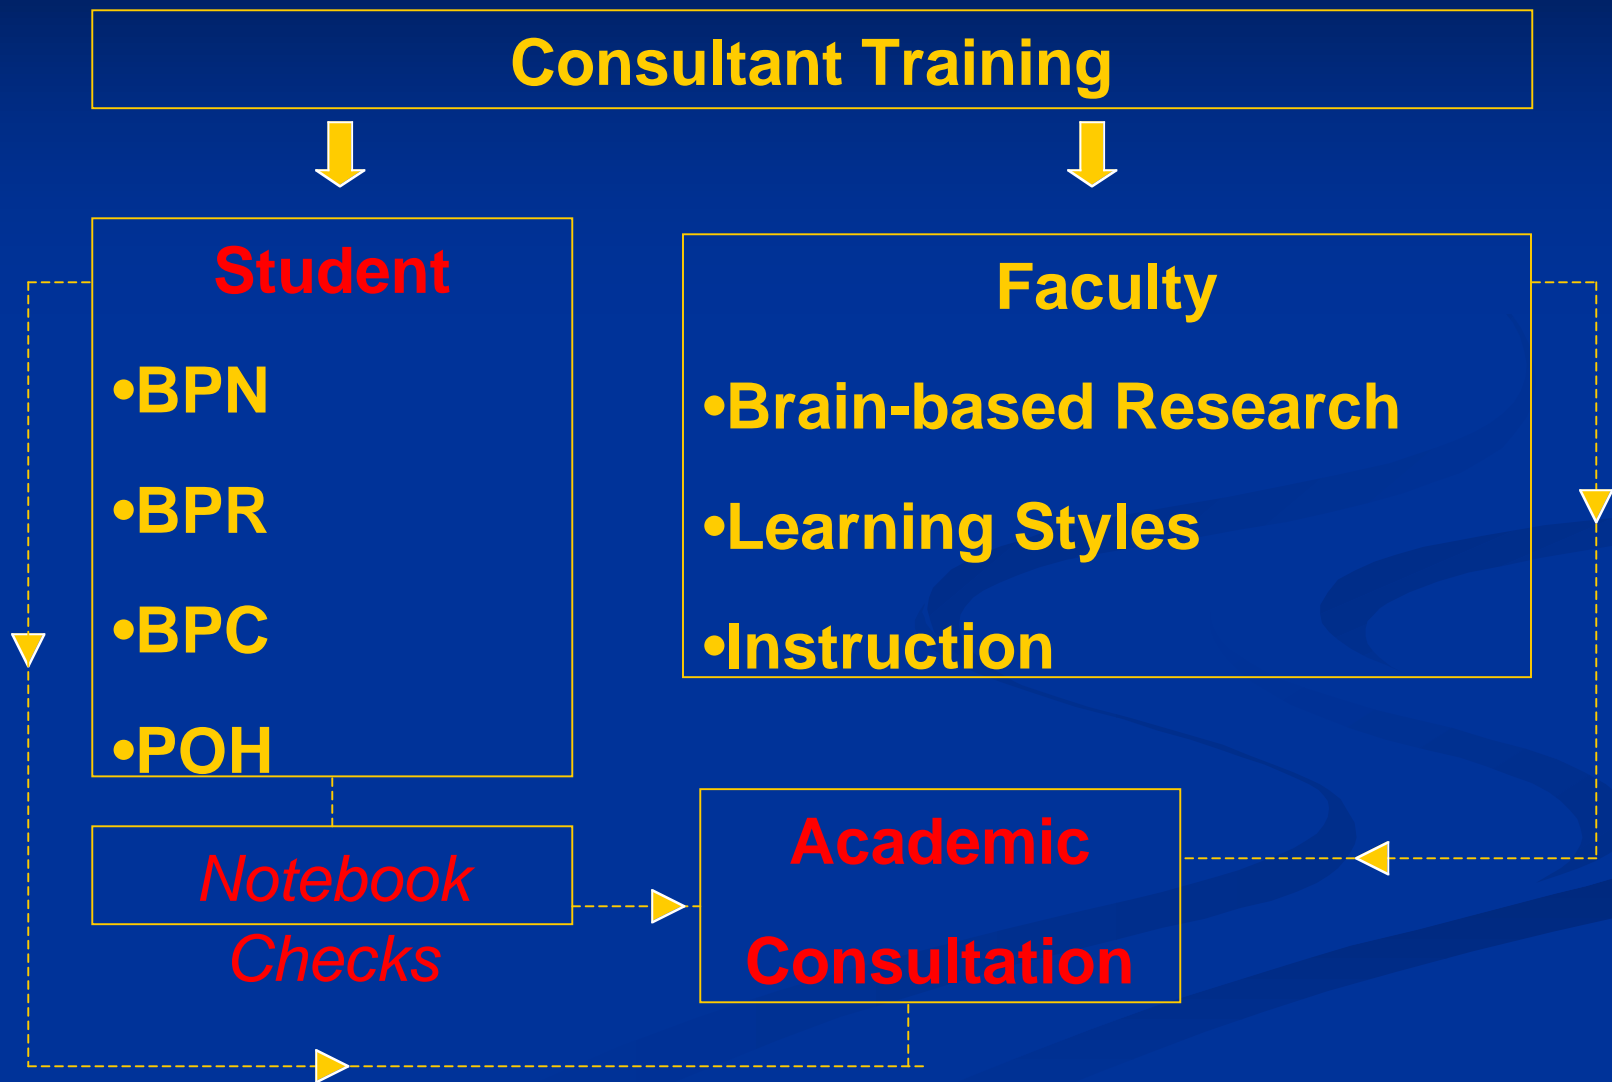 Consultant Training
Student
•BPN
•BPR
•BPC
•POH
Faculty
•Brain-based Research
•Learning Styles
•Instruction
Notebook
Checks
Academic
Consultation